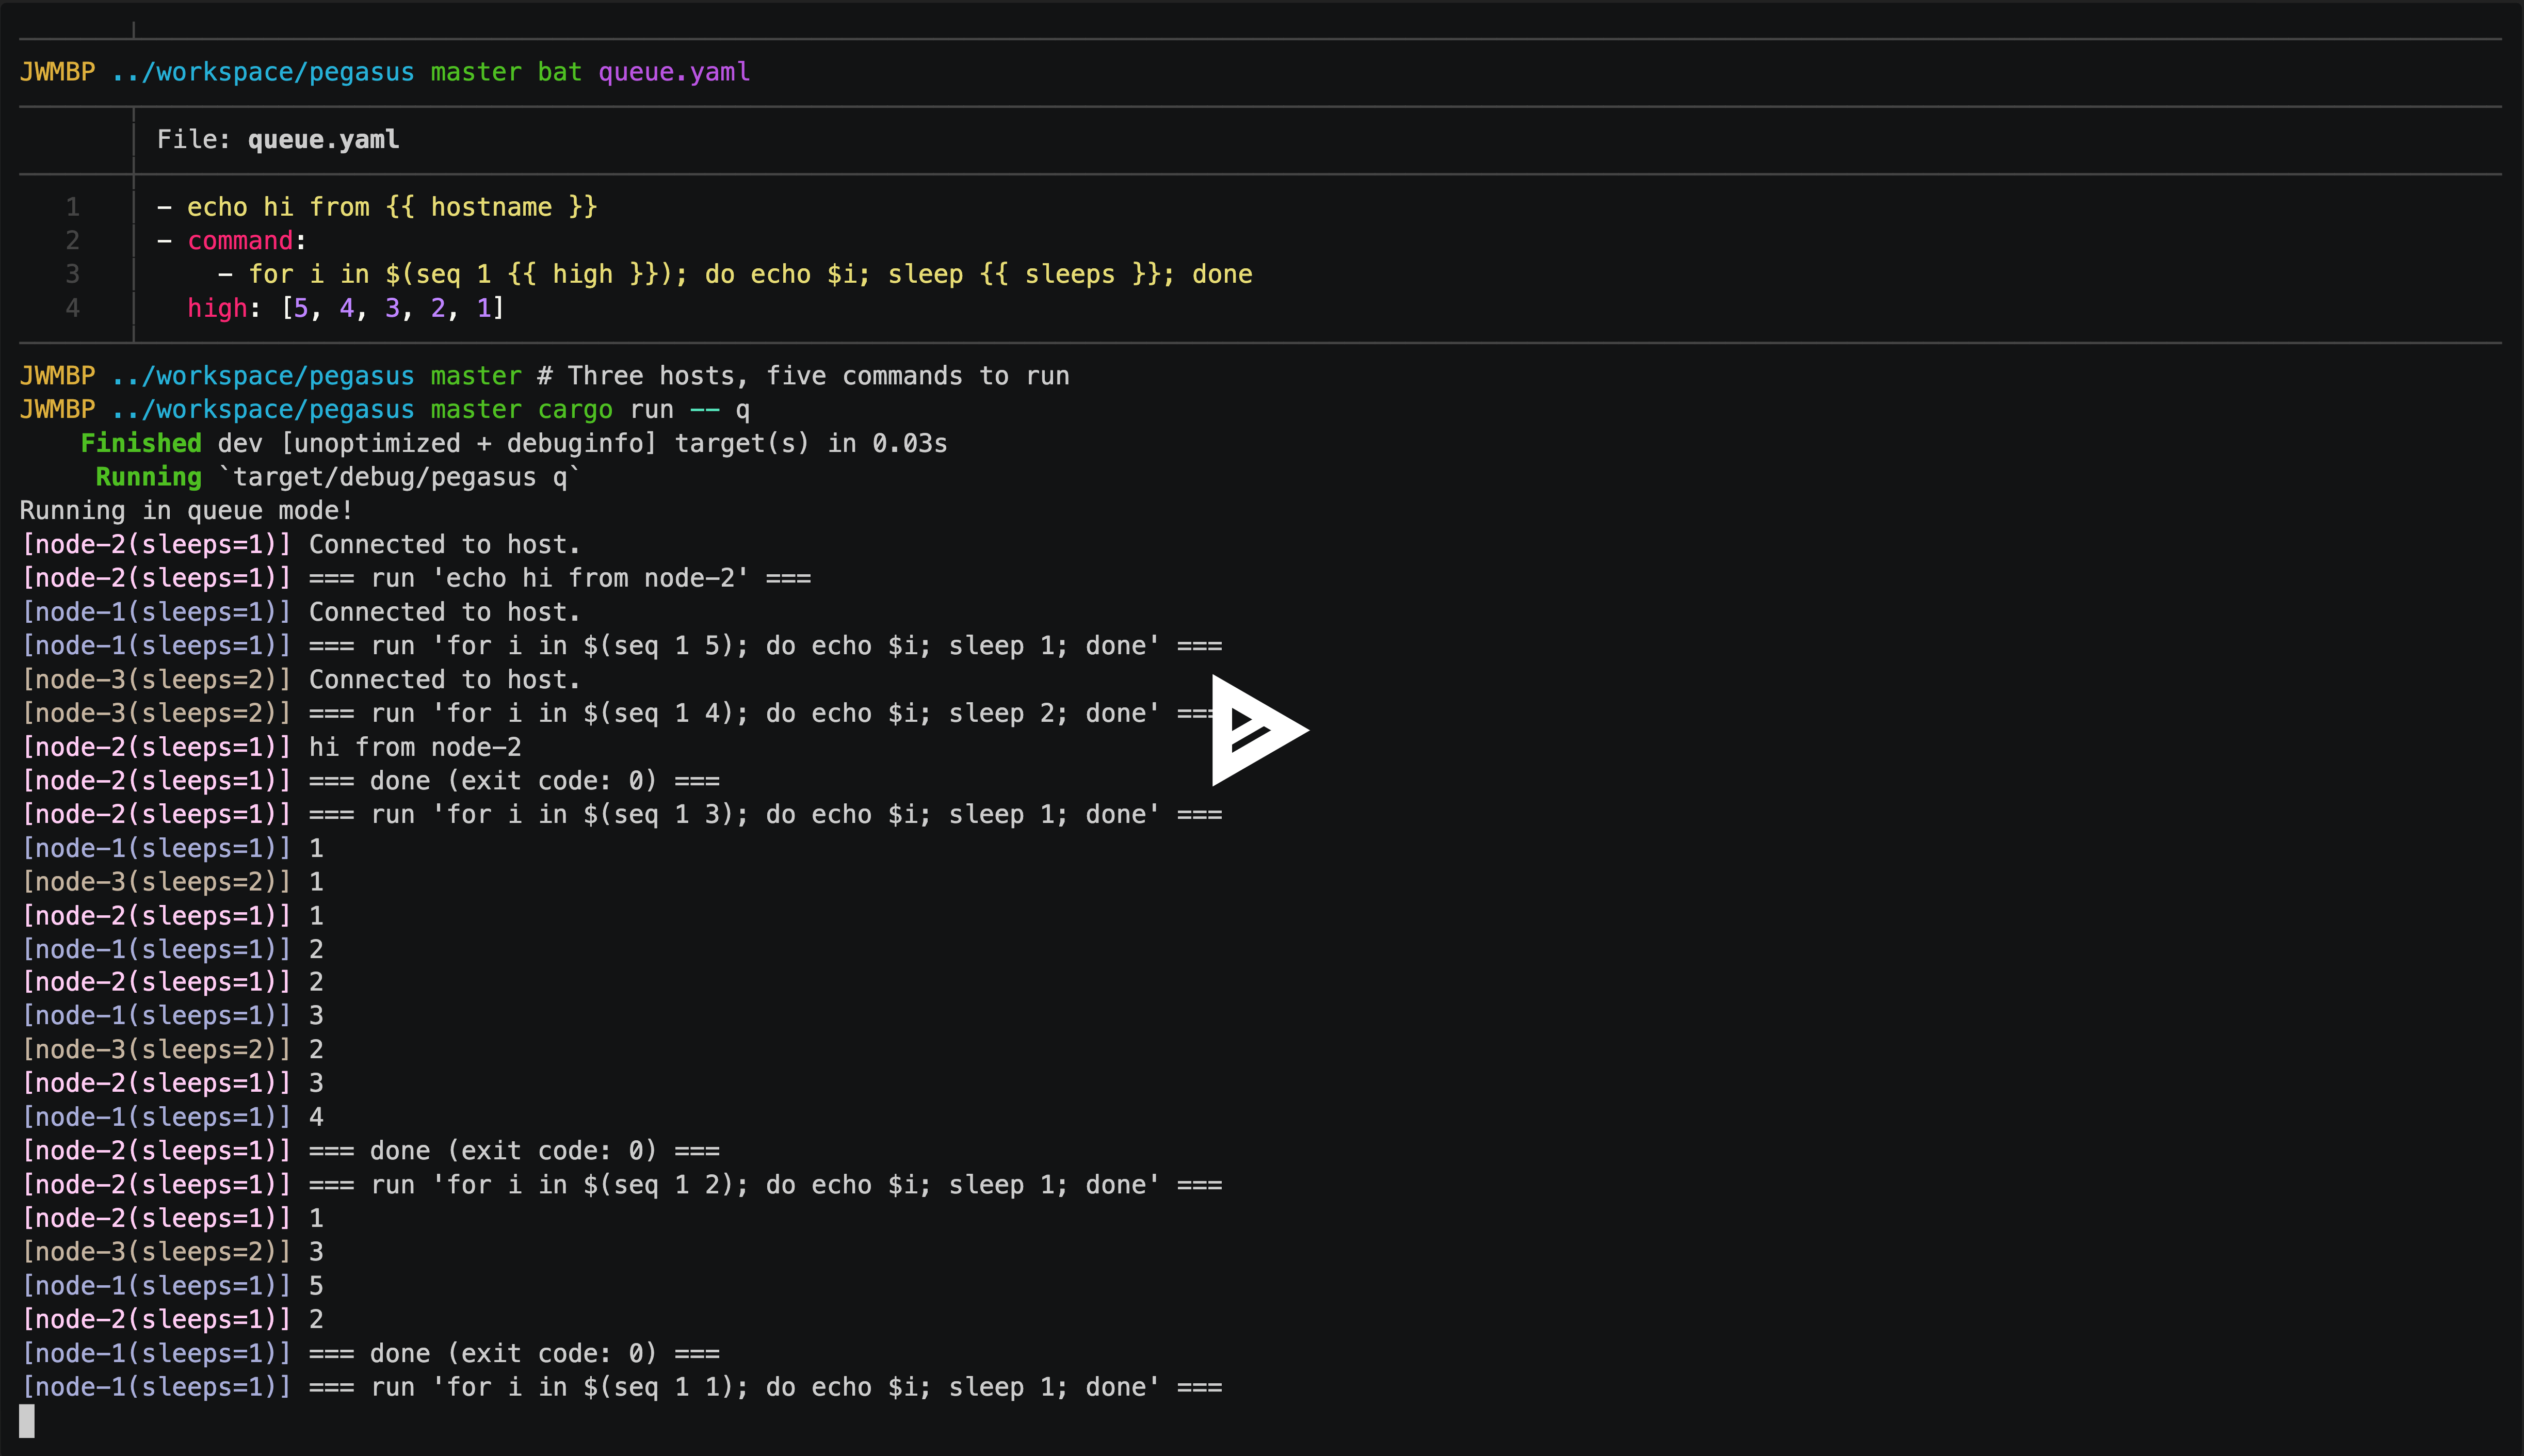 JWMBP ../workspace/pegasus master bat queue.yaml
File: queue.yaml
1 - echo hi from {{ hostname }}
2 - command:
3     - for i in $(seq 1 {{ high }}); do echo $i; sleep {{ sleeps }}; done
4   high: [5, 4, 3, 2, 1]
JWMBP ../workspace/pegasus master # Three hosts, five commands to run
JWMBP ../workspace/pegasus master cargo run -- q
    Finished dev [unoptimized + debuginfo] target(s) in 0.03s
     Running `target/debug/pegasus q`
Running in queue mode!
[node-2(sleeps=1)] Connected to host.
[node-2(sleeps=1)] === run 'echo hi from node-2' ===
[node-1(sleeps=1)] Connected to host.
[node-1(sleeps=1)] === run 'for i in $(seq 1 5); do echo $i; sleep 1; done' ===
[node-3(sleeps=2)] Connected to host.
[node-3(sleeps=2)] === run 'for i in $(seq 1 4); do echo $i; sleep 2; done' ===
[node-2(sleeps=1)] hi from node-2
[node-2(sleeps=1)] === done (exit code: 0) ===
[node-2(sleeps=1)] === run 'for i in $(seq 1 3); do echo $i; sleep 1; done' ===
[node-1(sleeps=1)] 1
[node-3(sleeps=2)] 1
[node-2(sleeps=1)] 1
[node-1(sleeps=1)] 2
[node-2(sleeps=1)] 2
[node-1(sleeps=1)] 3
[node-3(sleeps=2)] 2
[node-2(sleeps=1)] 3
[node-1(sleeps=1)] 4
[node-2(sleeps=1)] === done (exit code: 0) ===
[node-2(sleeps=1)] === run 'for i in $(seq 1 2); do echo $i; sleep 1; done' ===
[node-2(sleeps=1)] 1
[node-3(sleeps=2)] 3
[node-1(sleeps=1)] 5
[node-2(sleeps=1)] 2
[node-1(sleeps=1)] === done (exit code: 0) ===
[node-1(sleeps=1)] === run 'for i in $(seq 1 1); do echo $i; sleep 1; done' ===